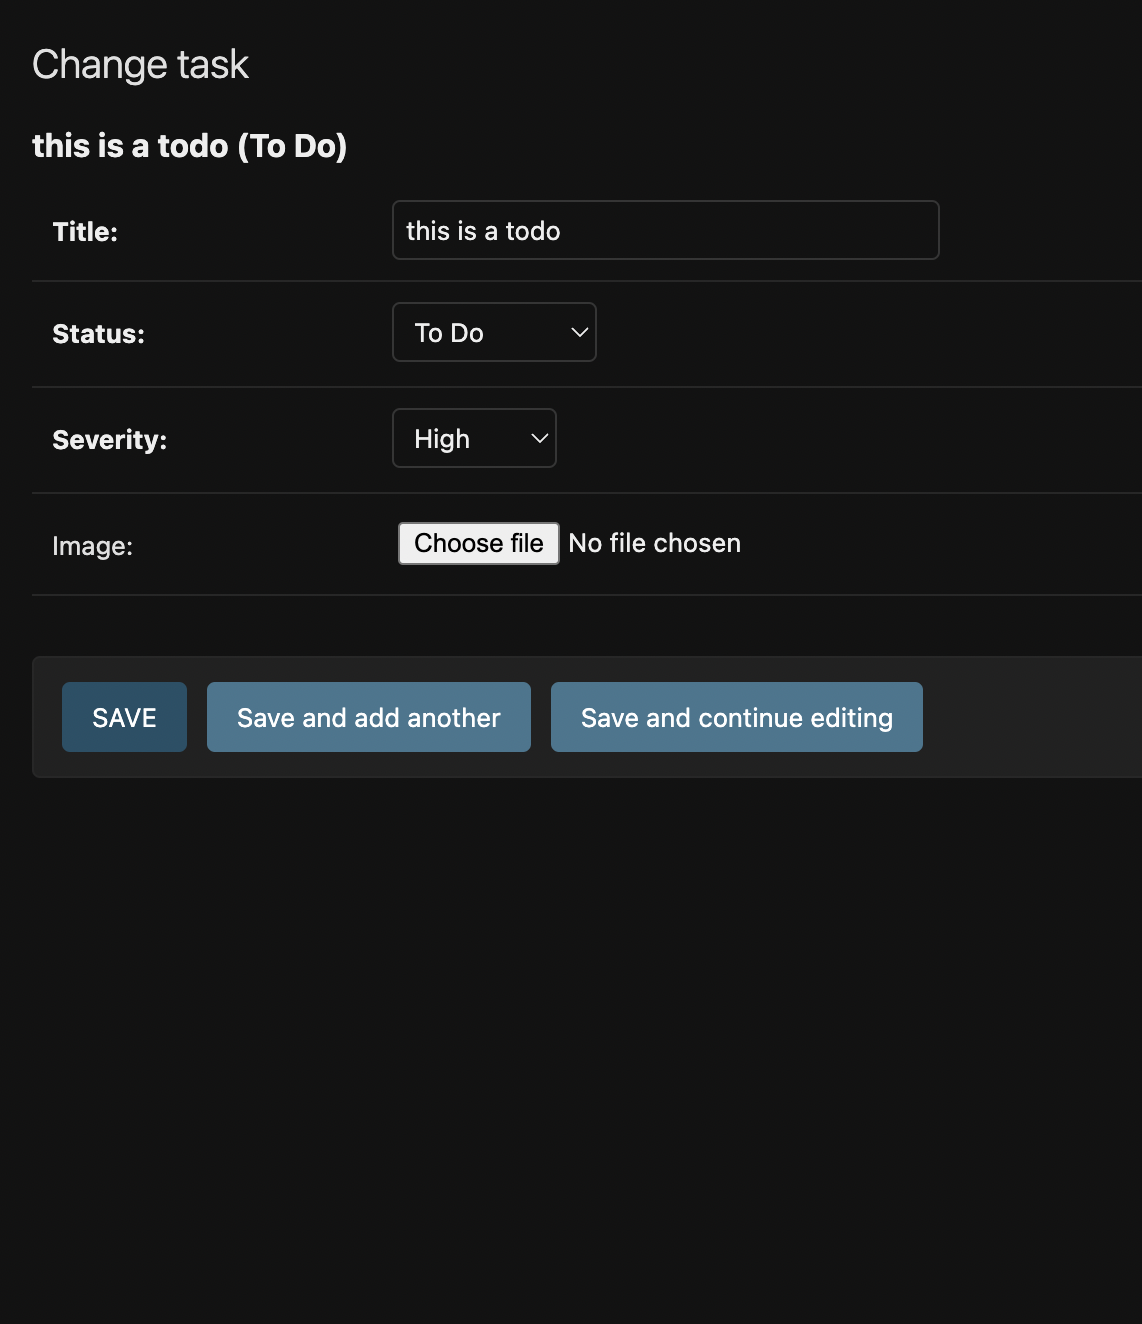 Change task
this is a todo (To Do)
Title: this is a todo
Status: To Do
Severity: High
Image: Choose file No file chosen
SAVE Save and add another Save and continue editing